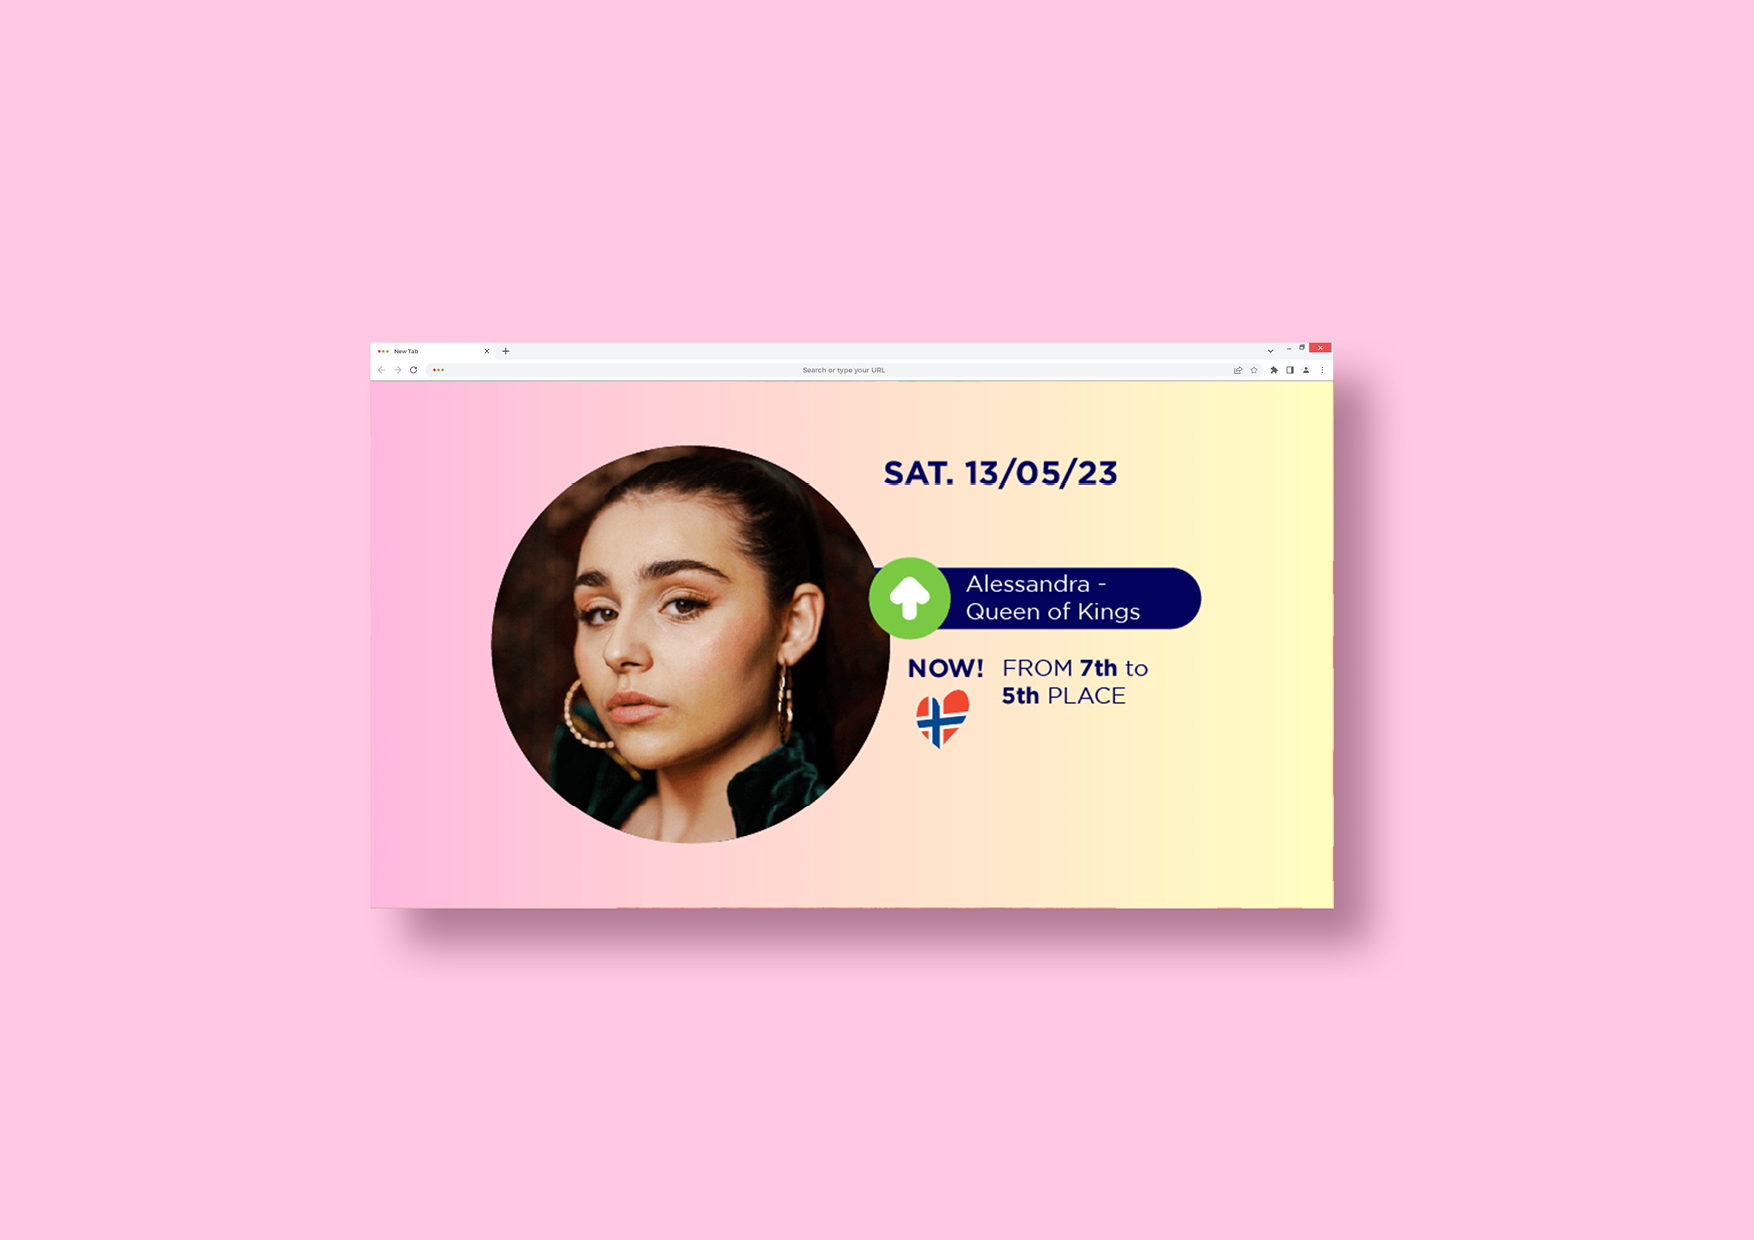 New Tab
Search or type your URL
SAT. 13/05/23
Alessandra -
Queen of Kings
NOW!
FROM 7th to
5th PLACE